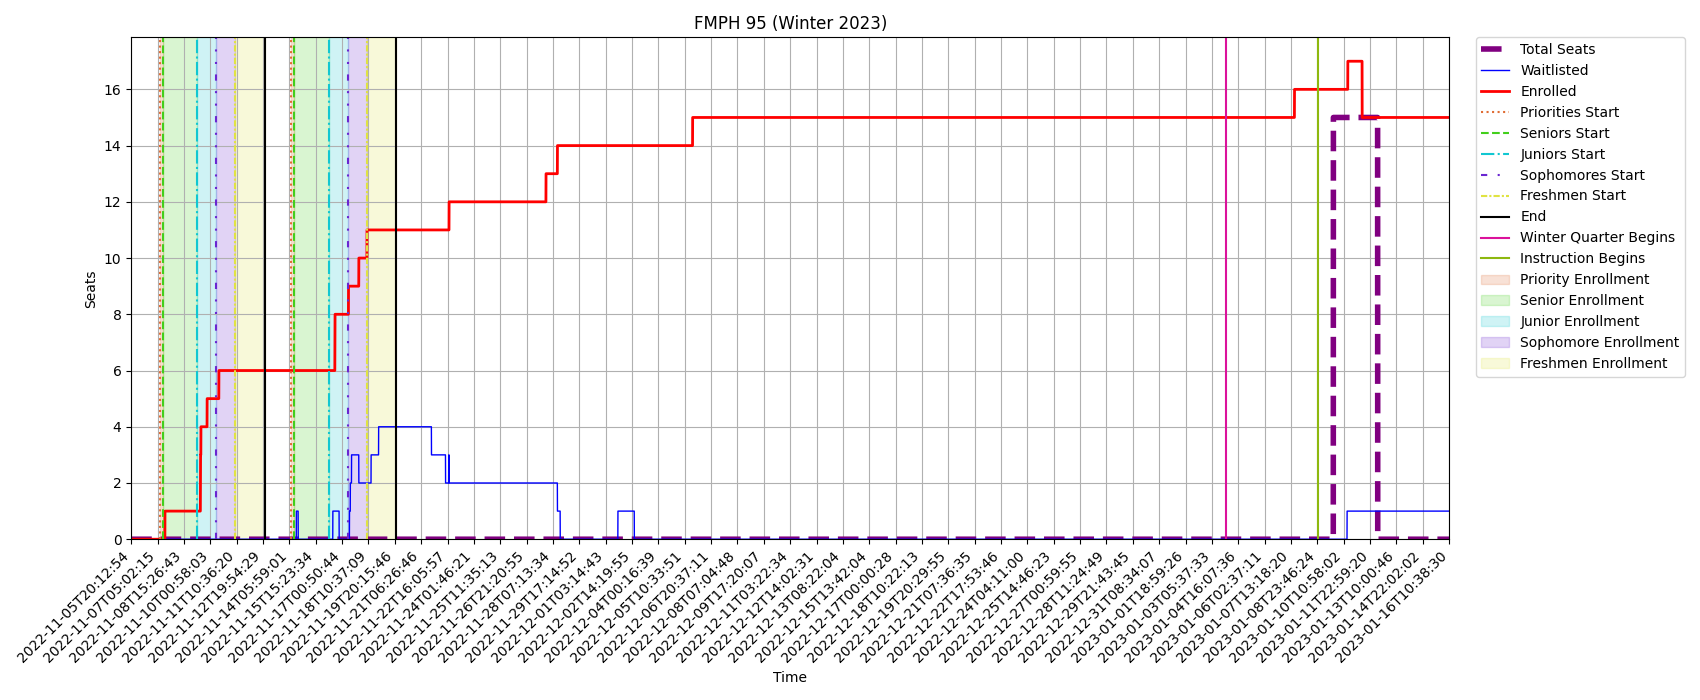 FMPH 95 (Winter 2023)
Seats
16
14
12
10
8
6
4
2
0
2022-11-05T20:12:54
2022-11-07T05:02:15
2022-11-08T15:26:43
2022-11-10T00:58:03
2022-11-11T10:36:20
2022-11-12T19:54:29
2022-11-14T05:59:01
2022-11-15T15:23:34
2022-11-17T00:50:44
2022-11-18T10:37:09
2022-11-19T20:15:46
2022-11-21T06:26:46
2022-11-22T16:05:57
2022-11-24T01:46:21
2022-11-25T11:35:13
2022-11-26T21:20:55
2022-11-28T07:13:34
2022-11-29T17:14:52
2022-12-01T03:14:43
2022-12-02T14:19:55
2022-12-04T00:16:39
2022-12-05T10:33:51
2022-12-06T20:37:11
2022-12-08T07:04:48
2022-12-09T17:20:07
2022-12-11T03:22:34
2022-12-12T14:02:31
2022-12-13T08:22:04
2022-12-15T13:42:04
2022-12-17T00:00:28
2022-12-18T10:22:13
2022-12-19T20:29:55
2022-12-21T07:36:35
2022-12-22T17:53:46
2022-12-24T04:11:00
2022-12-25T14:46:23
2022-12-27T00:59:55
2022-12-28T11:24:49
2022-12-29T21:43:45
2022-12-31T08:34:07
2023-01-01T18:59:26
2023-01-03T05:37:33
2023-01-04T16:07:36
2023-01-06T02:37:11
2023-01-07T13:18:20
2023-01-08T23:46:24
2023-01-10T10:58:02
2023-01-11T22:59:20
2023-01-13T10:00:46
2023-01-14T22:02:02
2023-01-16T10:38:30
Time
Total Seats
Waitlisted
Enrolled
Priorities Start
Seniors Start
Juniors Start
Sophomores Start
Freshmen Start
End
Winter Quarter Begins
Instruction Begins
Priority Enrollment
Senior Enrollment
Junior Enrollment
Sophomore Enrollment
Freshmen Enrollment